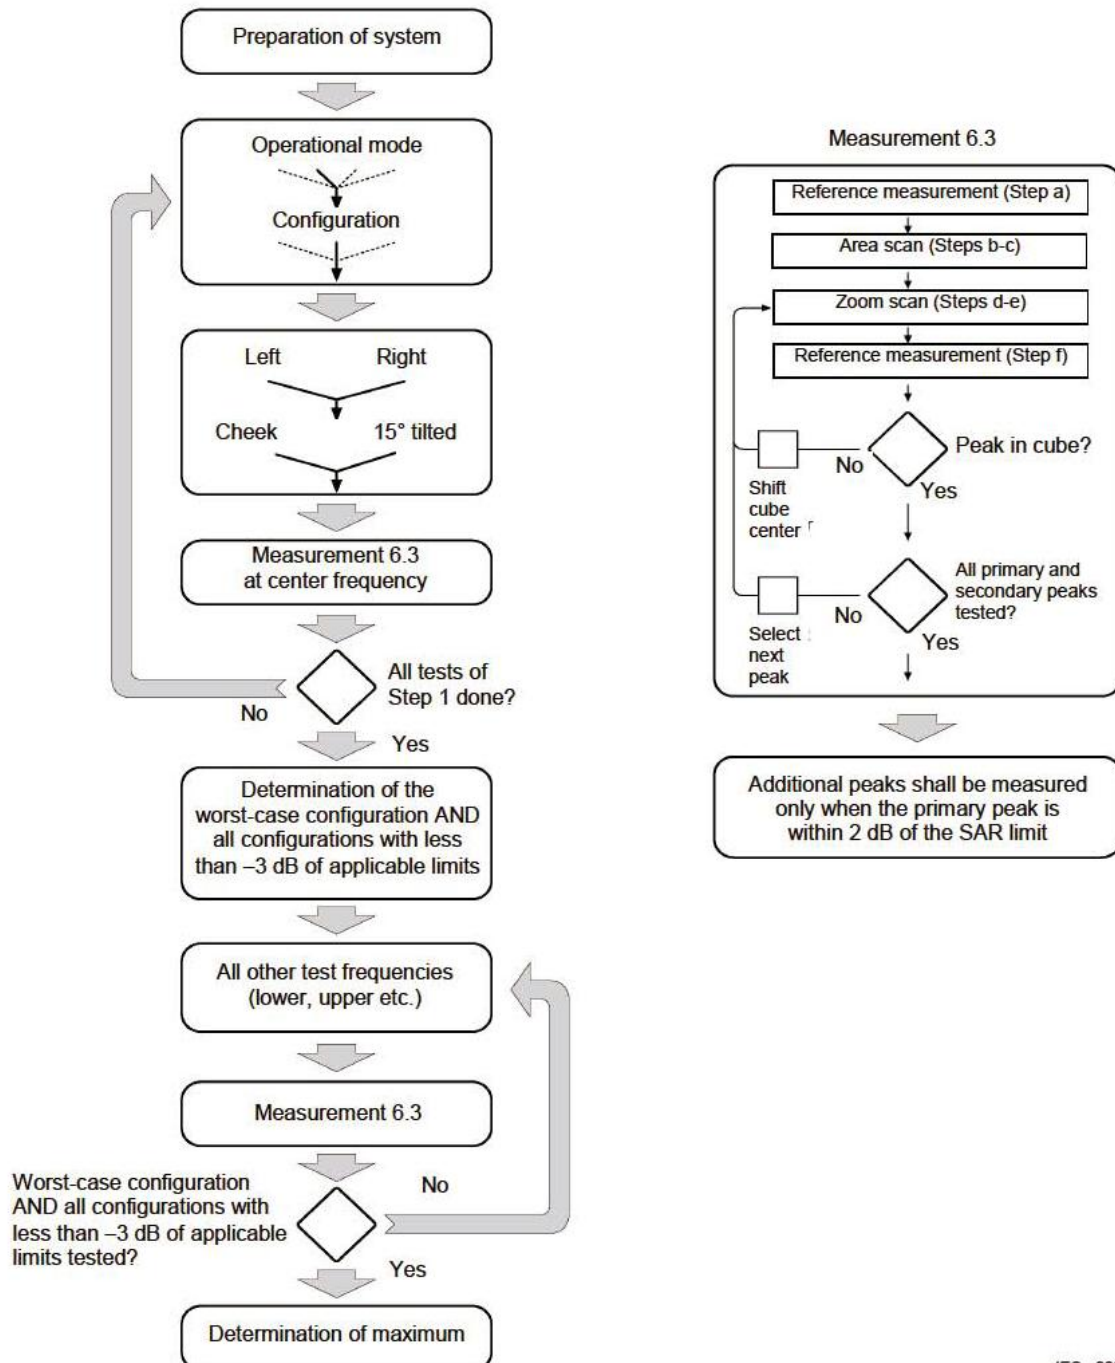 Preparation of system
Operational mode
Configuration
Left Right
Cheek 15° tilted
Measurement 6.3
at center frequency
All tests of
Step 1 done?
No
Yes
Determination of the
worst-case configuration AND
all configurations with less
than –3 dB of applicable limits
All other test frequencies
(lower, upper etc.)
Measurement 6.3
Worst-case configuration
AND all configurations with
less than –3 dB of applicable
limits tested?
No
Yes
Determination of maximum
Measurement 6.3
Reference measurement (Step a)
Area scan (Steps b-c)
Zoom scan (Steps d-e)
Reference measurement (Step f)
Peak in cube?
No
Yes
Shift
cube
center
All primary and
secondary peaks
tested?
No
Yes
Select
next
peak
Additional peaks shall be measured
only when the primary peak is
within 2 dB of the SAR limit